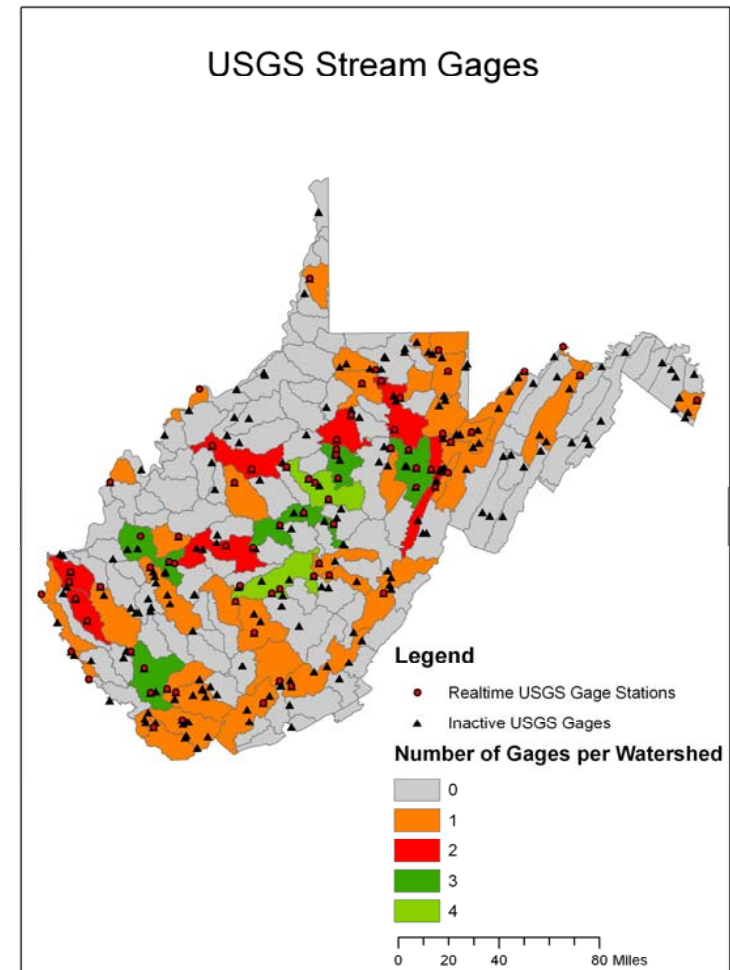 USGS Stream Gages
Legend
Realtime USGS Gage Stations
Inactive USGS Gages
Number of Gages per Watershed
0
1
2
3
4
0 20 40 80 Miles